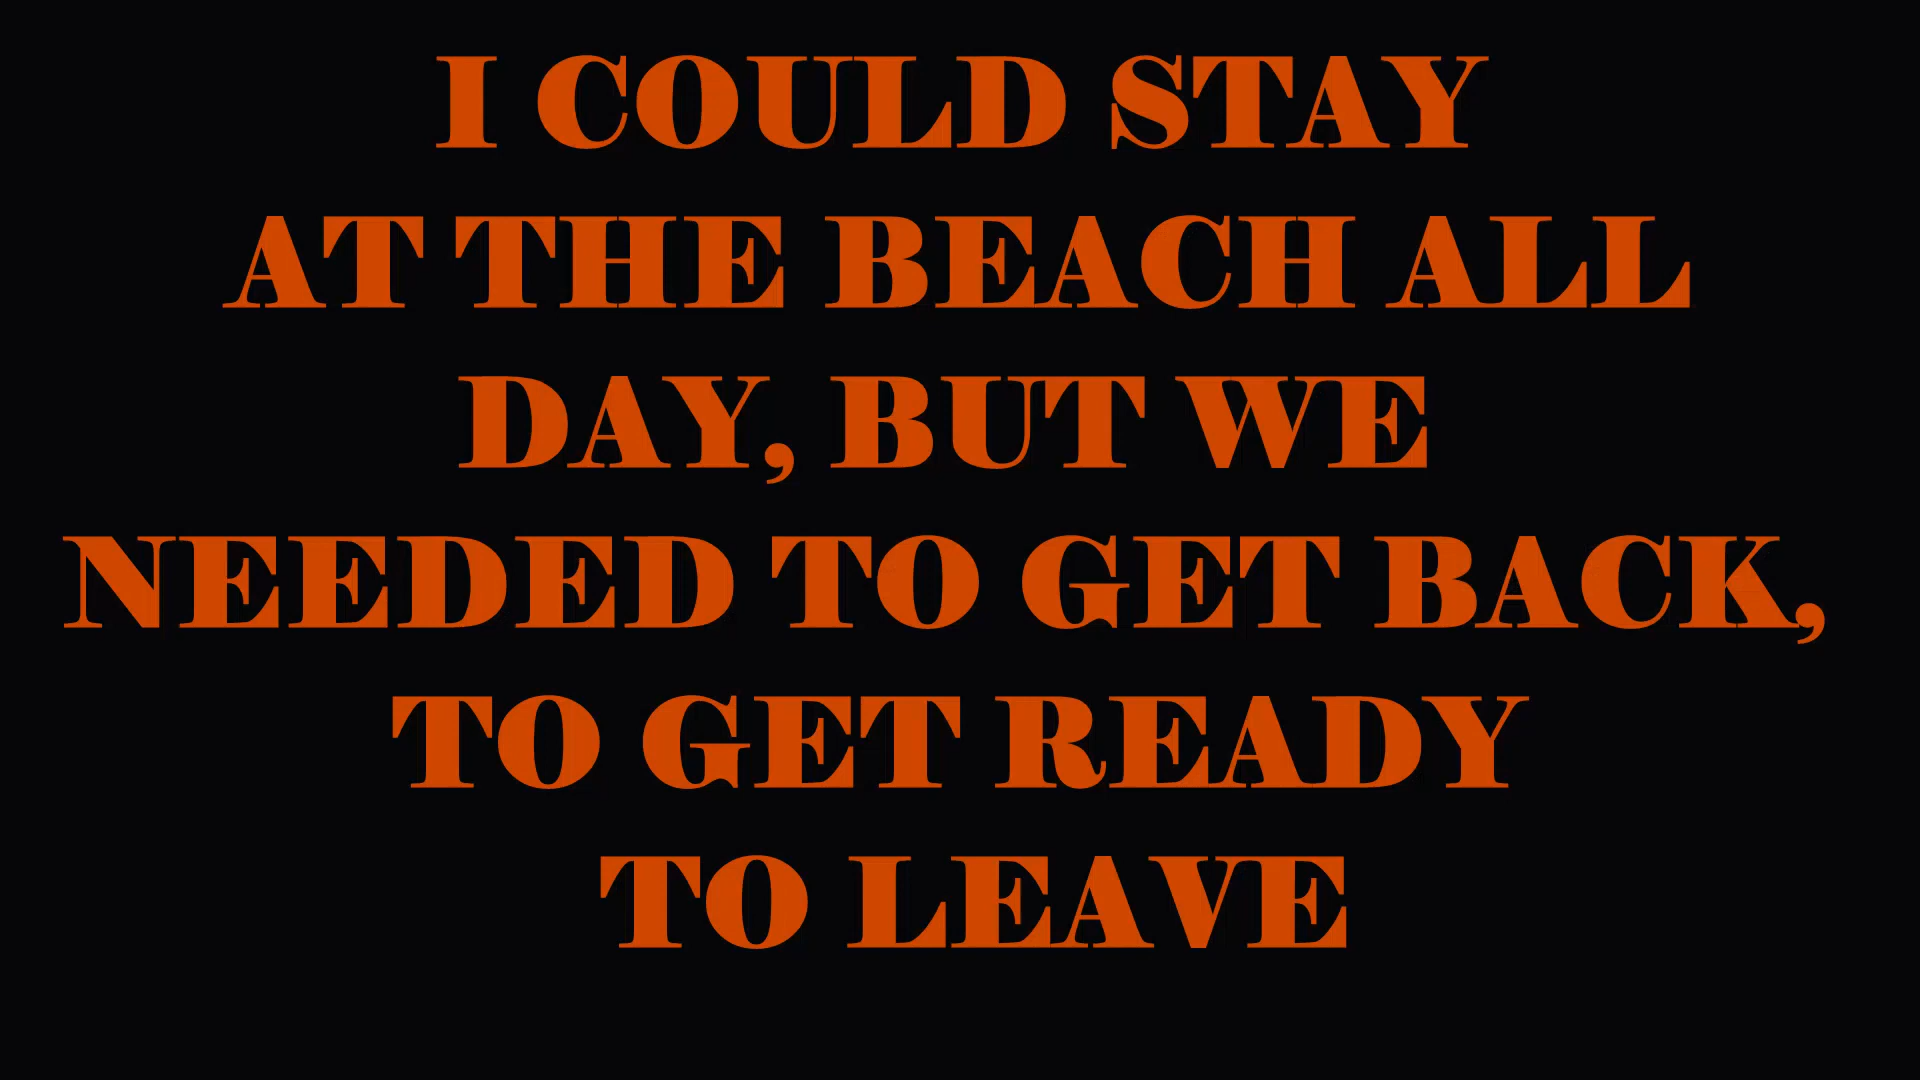 I COULD STAY
AT THE BEACH ALL
DAY, BUT WE
NEEDED TO GET BACK,
TO GET READY
TO LEAVE